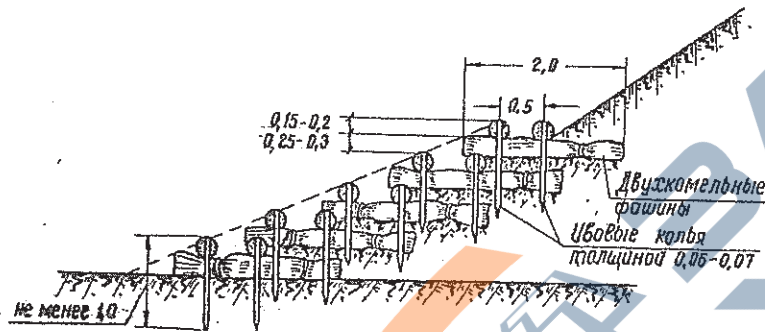 2,0
0,5
0,15-0,2
0,25-0,3
Двухкомельные
фашины
Ивовые колья
толщиной 0,06-0,07
не менее 1,0